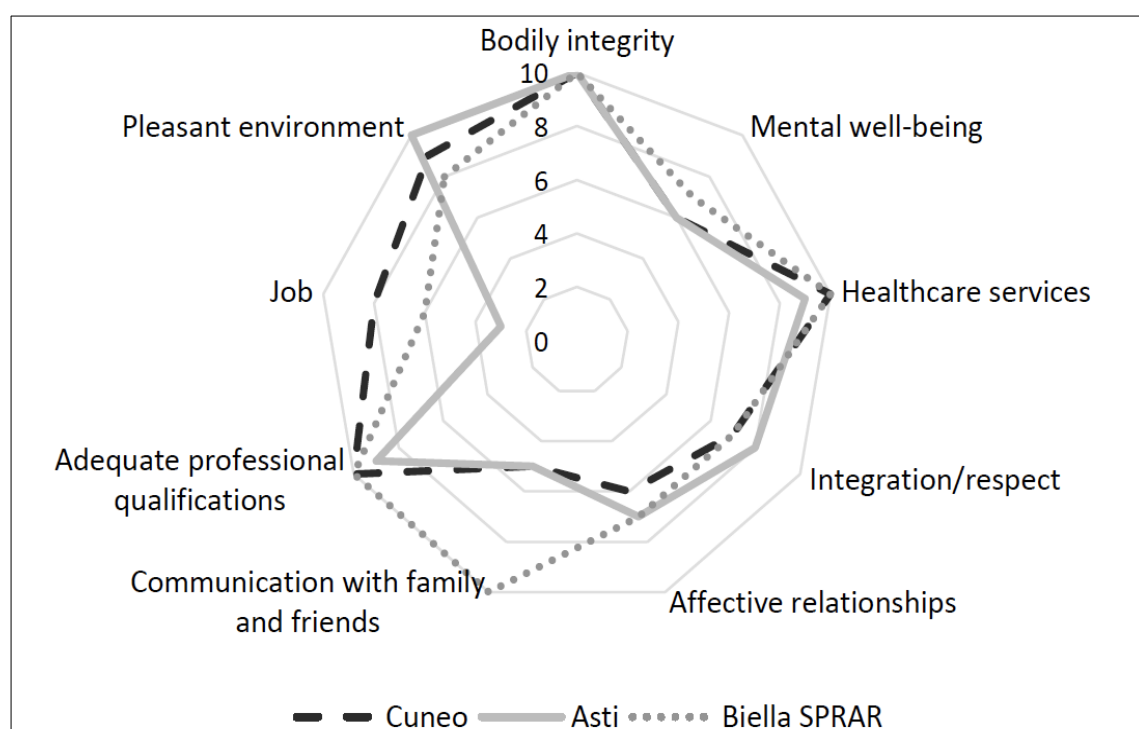 Bodily integrity
10
Pleasant environment
8
Mental well-being
6
4
Job
2
Healthcare services
0
Adequate professional
qualifications
Integration/respect
Communication with family
and friends
Affective relationships
Cuneo
Asti
Biella SPRAR